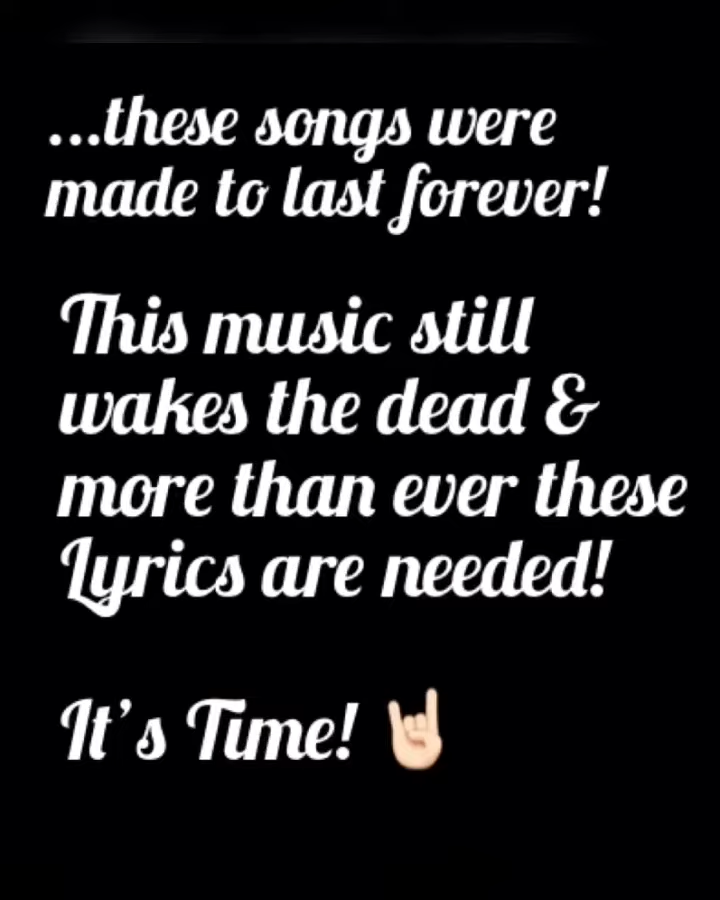 ...these songs were
made to last forever!
This music still
wakes the dead &
more than ever these
Lyrics are needed!
It's Time! 🤘🏻